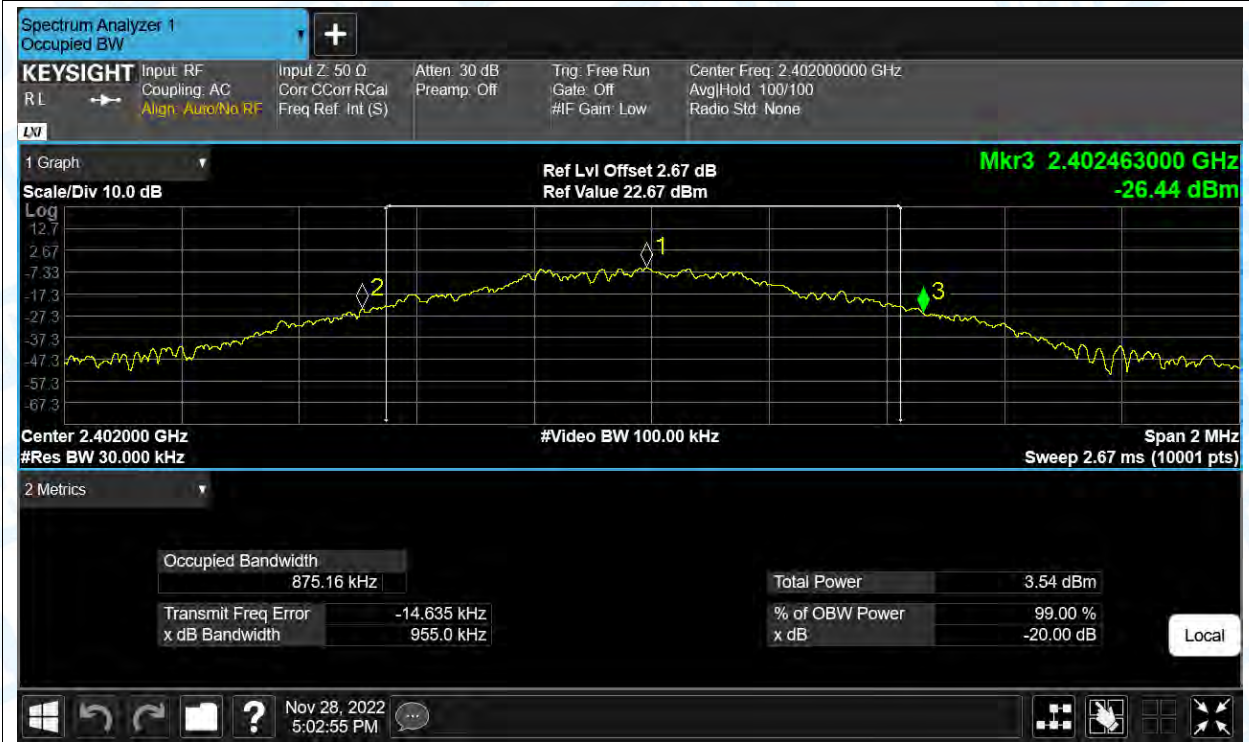 Spectrum Analyzer 1
Occupied BW
+
KEYSIGHT
RL
LXI
Input: RF
Coupling: AC
Align: Auto/No RF
Input Z: 50 Ω
Corr CCorr RCal
Freq Ref: Int (S)
Atten: 30 dB
Preamp: Off
Trig: Free Run
Gate: Off
#IF Gain: Low
Center Freq: 2.402000000 GHz
Avg|Hold: 100/100
Radio Std: None
1 Graph
Scale/Div 10.0 dB
Ref Lvl Offset 2.67 dB
Ref Value 22.67 dBm
Mkr3 2.402463000 GHz
-26.44 dBm
Log
12.7
2.67
-7.33
-17.3
-27.3
-37.3
-47.3
-57.3
-67.3
1
2
3
Center 2.402000 GHz
#Res BW 30.000 kHz
#Video BW 100.00 kHz
Span 2 MHz
Sweep 2.67 ms (10001 pts)
2 Metrics
Occupied Bandwidth
875.16 kHz
Transmit Freq Error -14.635 kHz
x dB Bandwidth 955.0 kHz
Total Power 3.54 dBm
% of OBW Power 99.00 %
x dB -20.00 dB
Local
?
Nov 28, 2022
5:02:55 PM